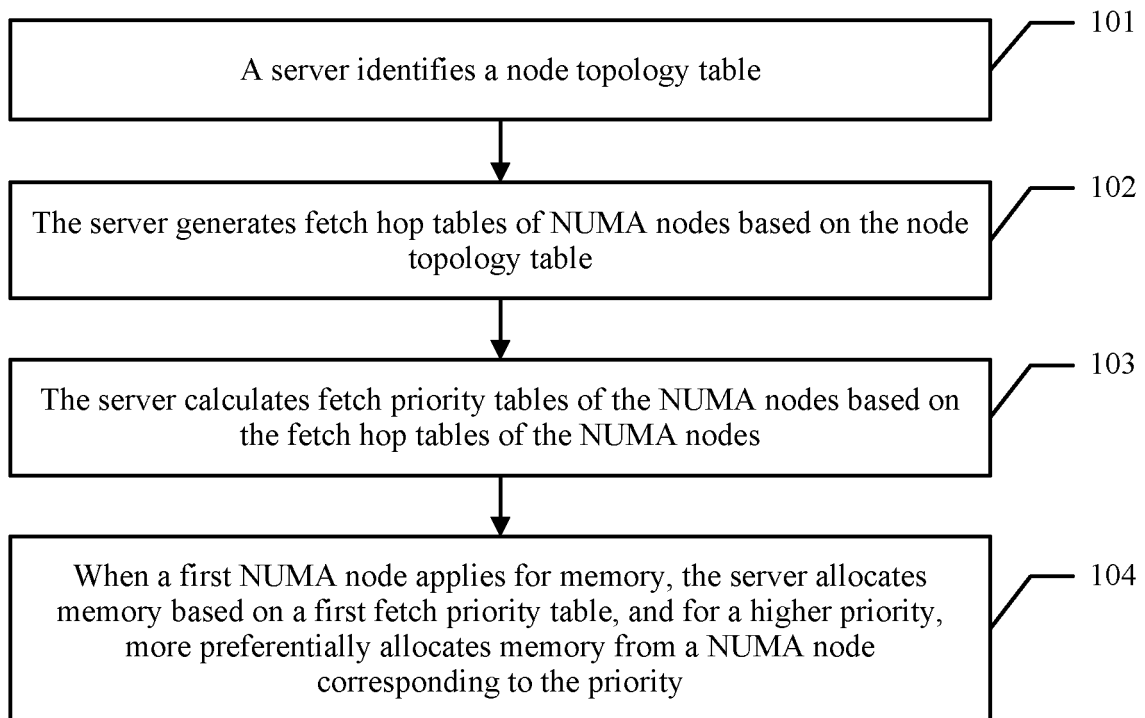 A server identifies a node topology table
101
The server generates fetch hop tables of NUMA nodes based on the node
topology table
102
The server calculates fetch priority tables of the NUMA nodes based on
the fetch hop tables of the NUMA nodes
103
When a first NUMA node applies for memory, the server allocates
memory based on a first fetch priority table, and for a higher priority,
more preferentially allocates memory from a NUMA node
corresponding to the priority
104